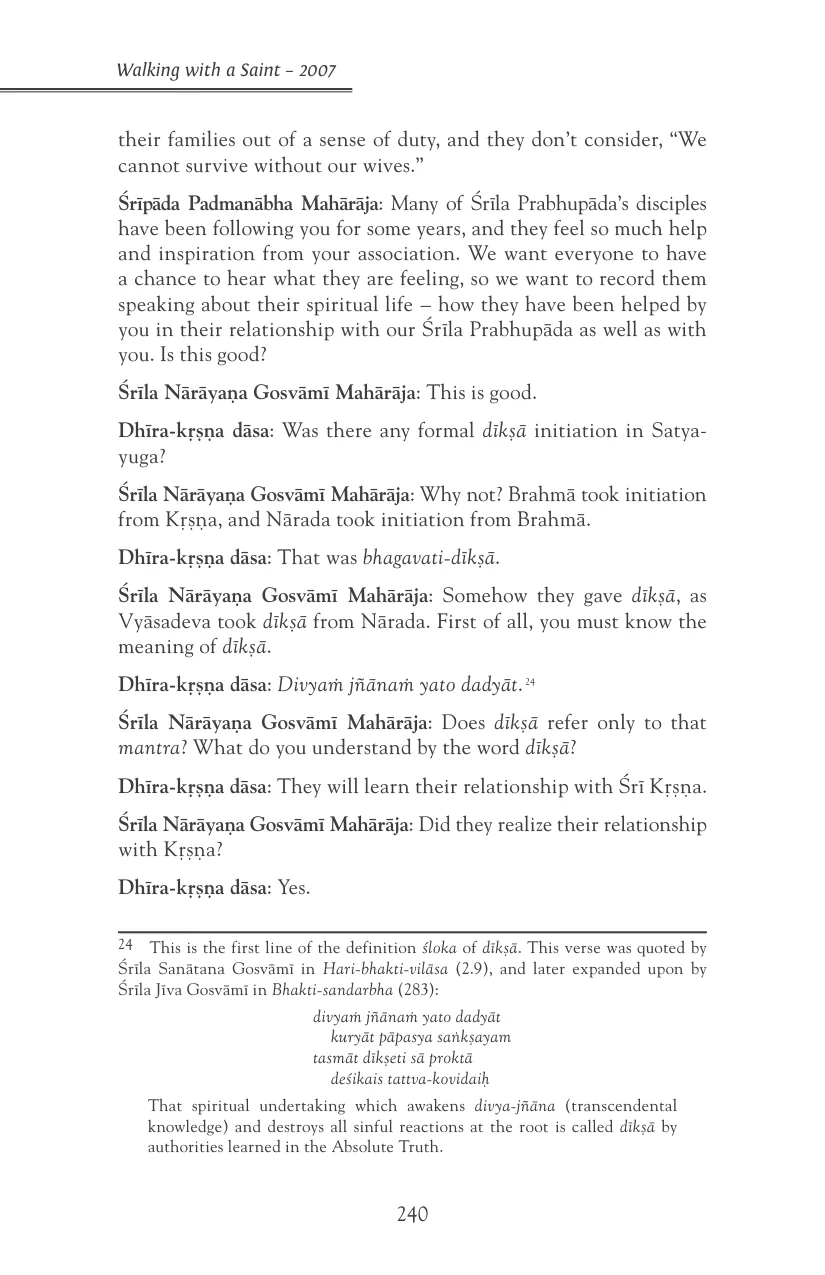 Walking with a Saint – 2007
their families out of a sense of duty, and they don’t consider, “We
cannot survive without our wives.”
Śrīpāda Padmanābha Mahārāja: Many of Śrīla Prabhupāda’s disciples
have been following you for some years, and they feel so much help
and inspiration from your association. We want everyone to have
a chance to hear what they are feeling, so we want to record them
speaking about their spiritual life – how they have been helped by
you in their relationship with our Śrīla Prabhupāda as well as with
you. Is this good?
Śrīla Nārāyaṇa Gosvāmī Mahārāja: This is good.
Dhīra-kṛṣṇa dāsa: Was there any formal dīkṣā initiation in Satya-
yuga?
Śrīla Nārāyaṇa Gosvāmī Mahārāja: Why not? Brahmā took initiation
from Kṛṣṇa, and Nārada took initiation from Brahmā.
Dhīra-kṛṣṇa dāsa: That was bhagavati-dīkṣā.
Śrīla Nārāyaṇa Gosvāmī Mahārāja: Somehow they gave dīkṣā, as
Vyāsadeva took dīkṣā from Nārada. First of all, you must know the
meaning of dīkṣā.
Dhīra-kṛṣṇa dāsa: Divyaṁ jñānaṁ yato dadyāt.24
Śrīla Nārāyaṇa Gosvāmī Mahārāja: Does dīkṣā refer only to that
mantra? What do you understand by the word dīkṣā?
Dhīra-kṛṣṇa dāsa: They will learn their relationship with Śrī Kṛṣṇa.
Śrīla Nārāyaṇa Gosvāmī Mahārāja: Did they realize their relationship
with Kṛṣṇa?
Dhīra-kṛṣṇa dāsa: Yes.
24 This is the first line of the definition śloka of dīkṣā. This verse was quoted by
Śrīla Sanātana Gosvāmī in Hari-bhakti-vilāsa (2.9), and later expanded upon by
Śrīla Jīva Gosvāmī in Bhakti-sandarbha (283):
divyaṁ jñānaṁ yato dadyāt
kuryāt pāpasya saṅkṣayam
tasmāt dīkṣeti sā proktā
deśikais tattva-kovidaiḥ
That spiritual undertaking which awakens divya-jñāna (transcendental
knowledge) and destroys all sinful reactions at the root is called dīkṣā by
authorities learned in the Absolute Truth.
240